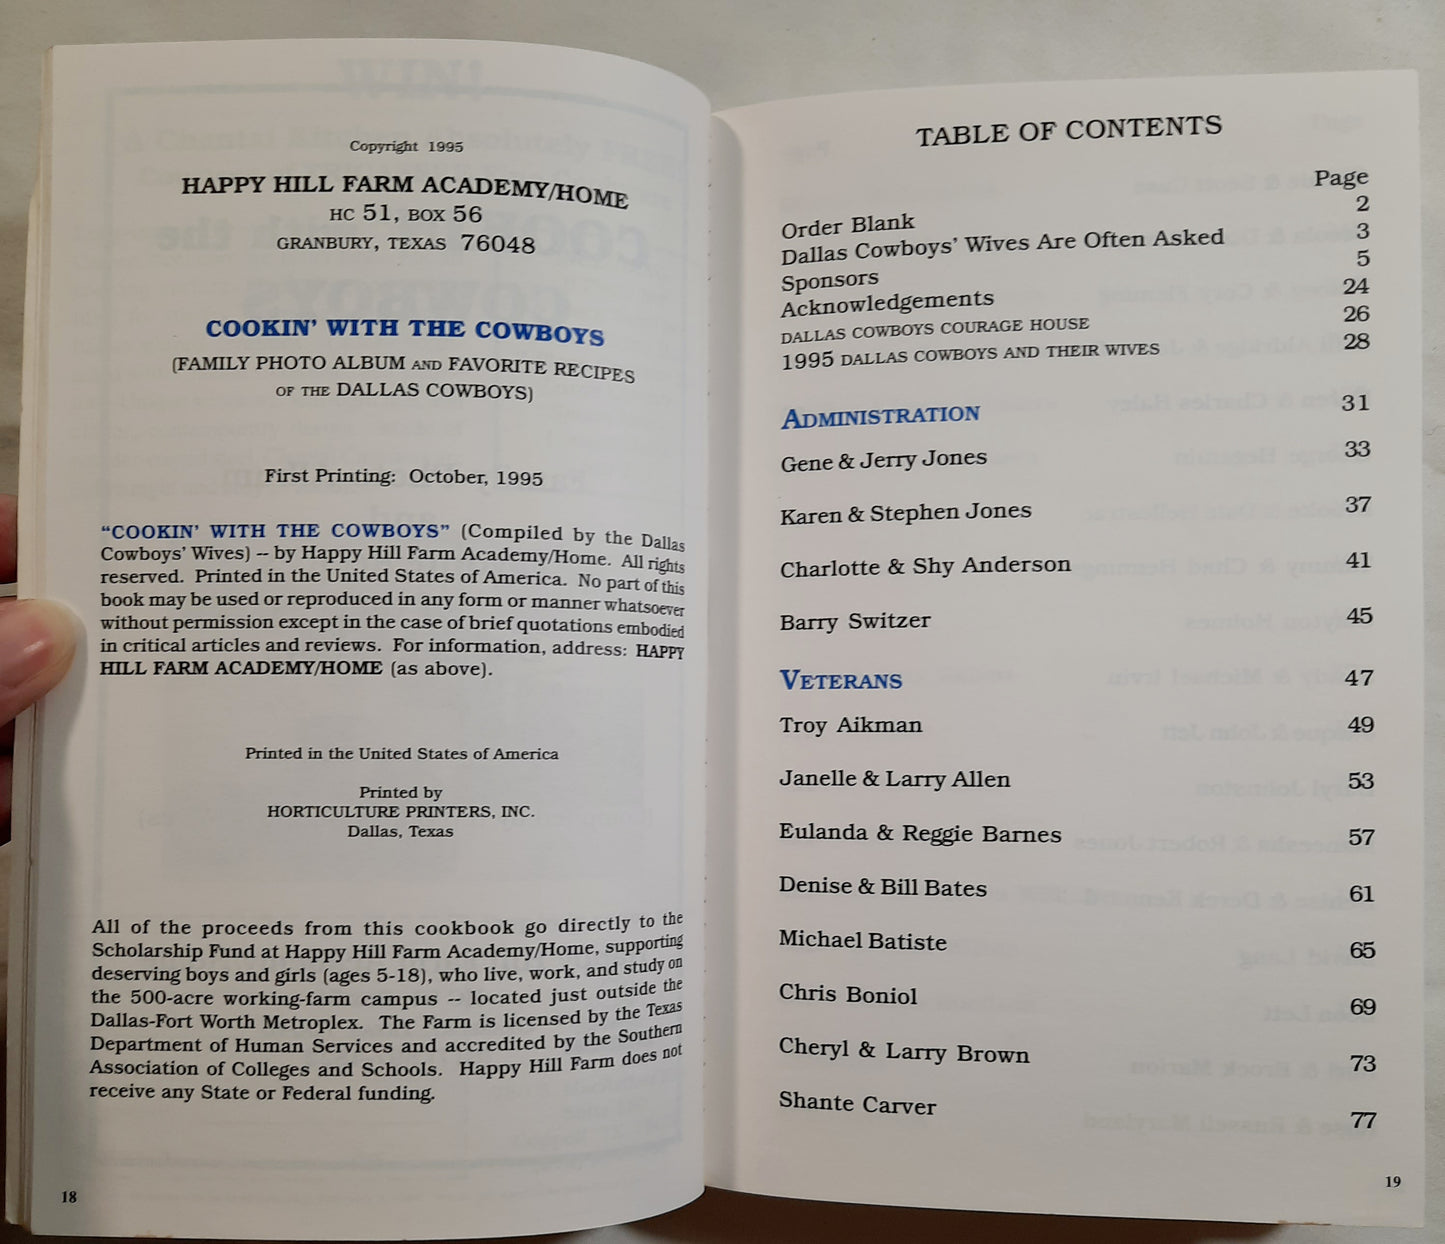 Copyright 1995
HAPPY HILL FARM ACADEMY/HOME
HC 51, BOX 56
GRANBURY, TEXAS 76048
COOKIN' WITH THE COWBOYS
(FAMILY PHOTO ALBUM AND FAVORITE RECIPES
OF THE DALLAS COWBOYS)
First Printing: October, 1995
"COOKIN' WITH THE COWBOYS" (Compiled by the Dallas
Cowboys' Wives) -- by Happy Hill Farm Academy/Home. All rights
reserved. Printed in the United States of America. No part of this
book may be used or reproduced in any form or manner whatsoever
without permission except in the case of brief quotations embodied
in critical articles and reviews. For information, address: HAPPY
HILL FARM ACADEMY/HOME (as above).
Printed in the United States of America
Printed by
HORTICULTURE PRINTERS, INC.
Dallas, Texas
All of the proceeds from this cookbook go directly to the
Scholarship Fund at Happy Hill Farm Academy/Home, supporting
deserving boys and girls (ages 5-18), who live, work, and study on
the 500-acre working-farm campus -- located just outside the
Dallas-Fort Worth Metroplex. The Farm is licensed by the Texas
Department of Human Services and accredited by the Southern
Association of Colleges and Schools. Happy Hill Farm does not
receive any State or Federal funding.
18
TABLE OF CONTENTS
Page
Order Blank 2
Dallas Cowboys' Wives Are Often Asked 3
Sponsors 5
Acknowledgements 24
DALLAS COWBOYS COURAGE HOUSE 26
1995 DALLAS COWBOYS AND THEIR WIVES 28
ADMINISTRATION 31
Gene & Jerry Jones 33
Karen & Stephen Jones 37
Charlotte & Shy Anderson 41
Barry Switzer 45
VETERANS 47
Troy Aikman 49
Janelle & Larry Allen 53
Eulanda & Reggie Barnes 57
Denise & Bill Bates 61
Michael Batiste 65
Chris Boniol 69
Cheryl & Larry Brown 73
Shante Carver 77
19